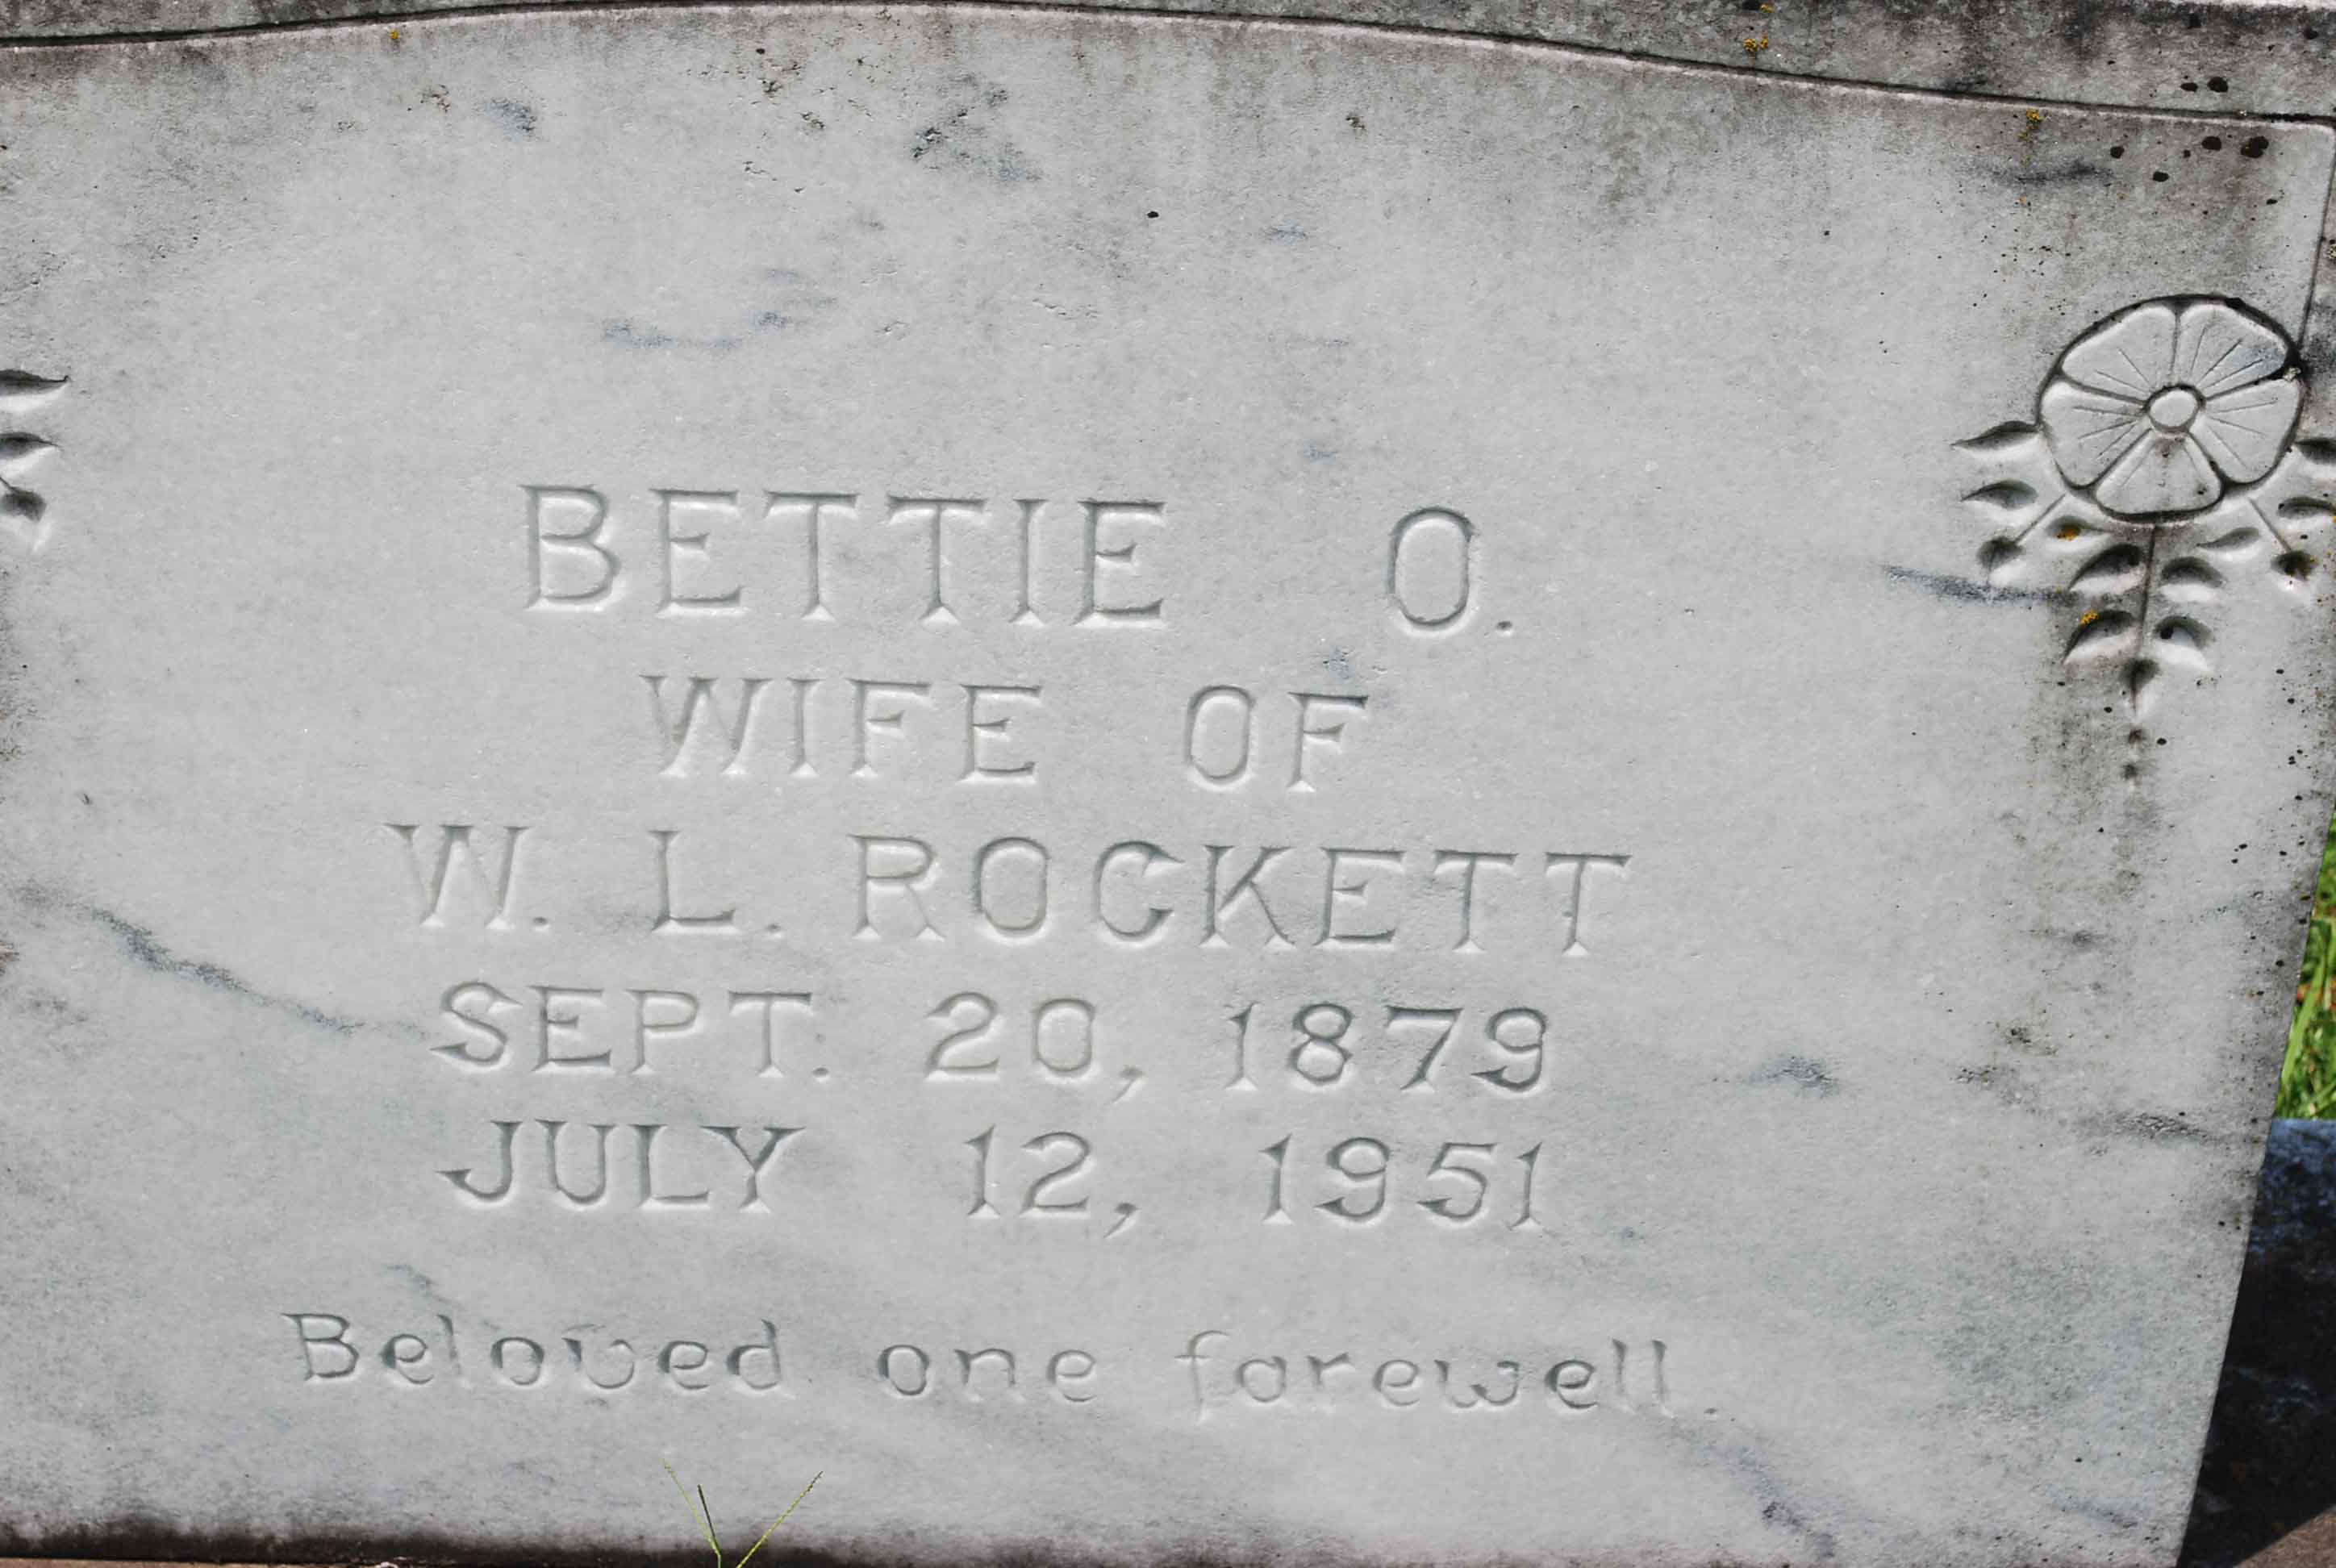 BETTIE O.
WIFE OF
W. L. ROCKETT
SEPT. 20, 1879
JULY 12, 1951
Beloved one farewell.